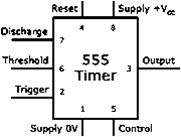 Reset
Supply +Vcc
4
8
Discharge
7
Threshold
6
555
Timer
3
Output
Trigger
2
1
5
Supply 0V
Control